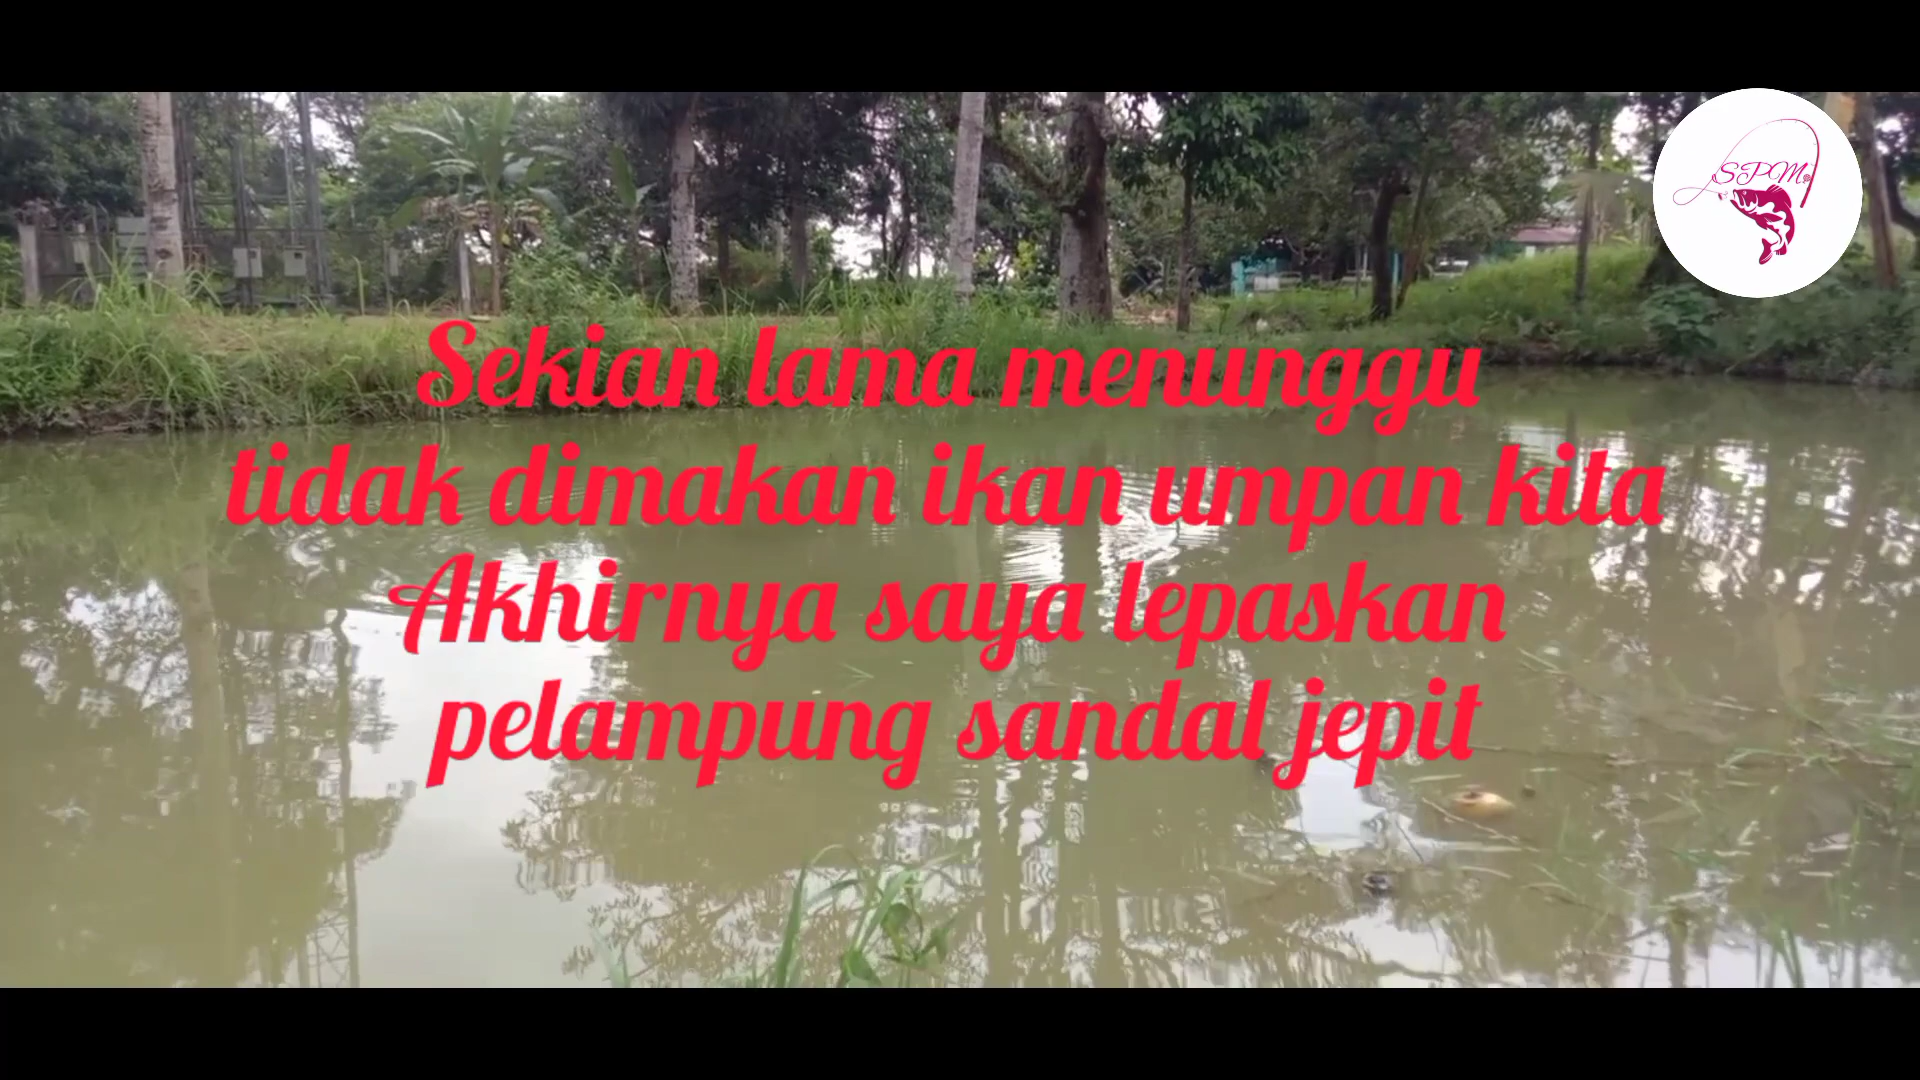 SPM
Sekian lama menunggu
tidak dimakan ikan umpan kita
Akhirnya saya lepaskan
pelampung sandal jepit